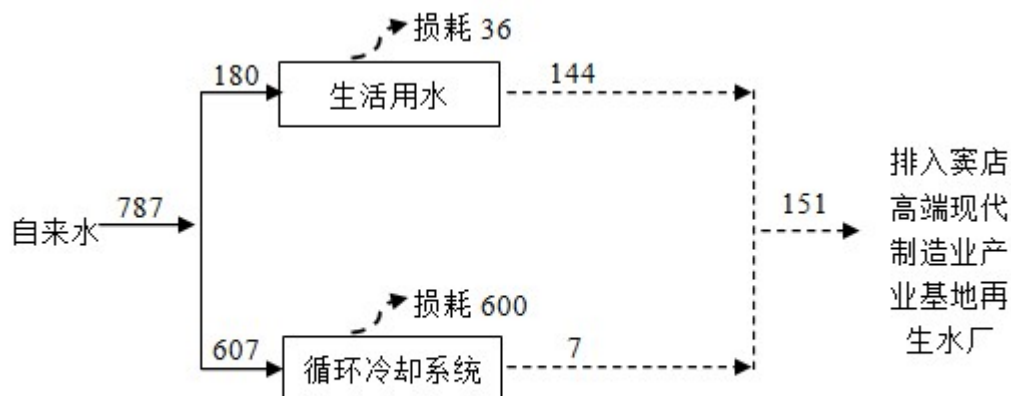 损耗 36
180
生活用水
144
自来水
787
151
排入窦店
高端现代
制造业产
业基地再
生水厂
损耗 600
607
循环冷却系统
7